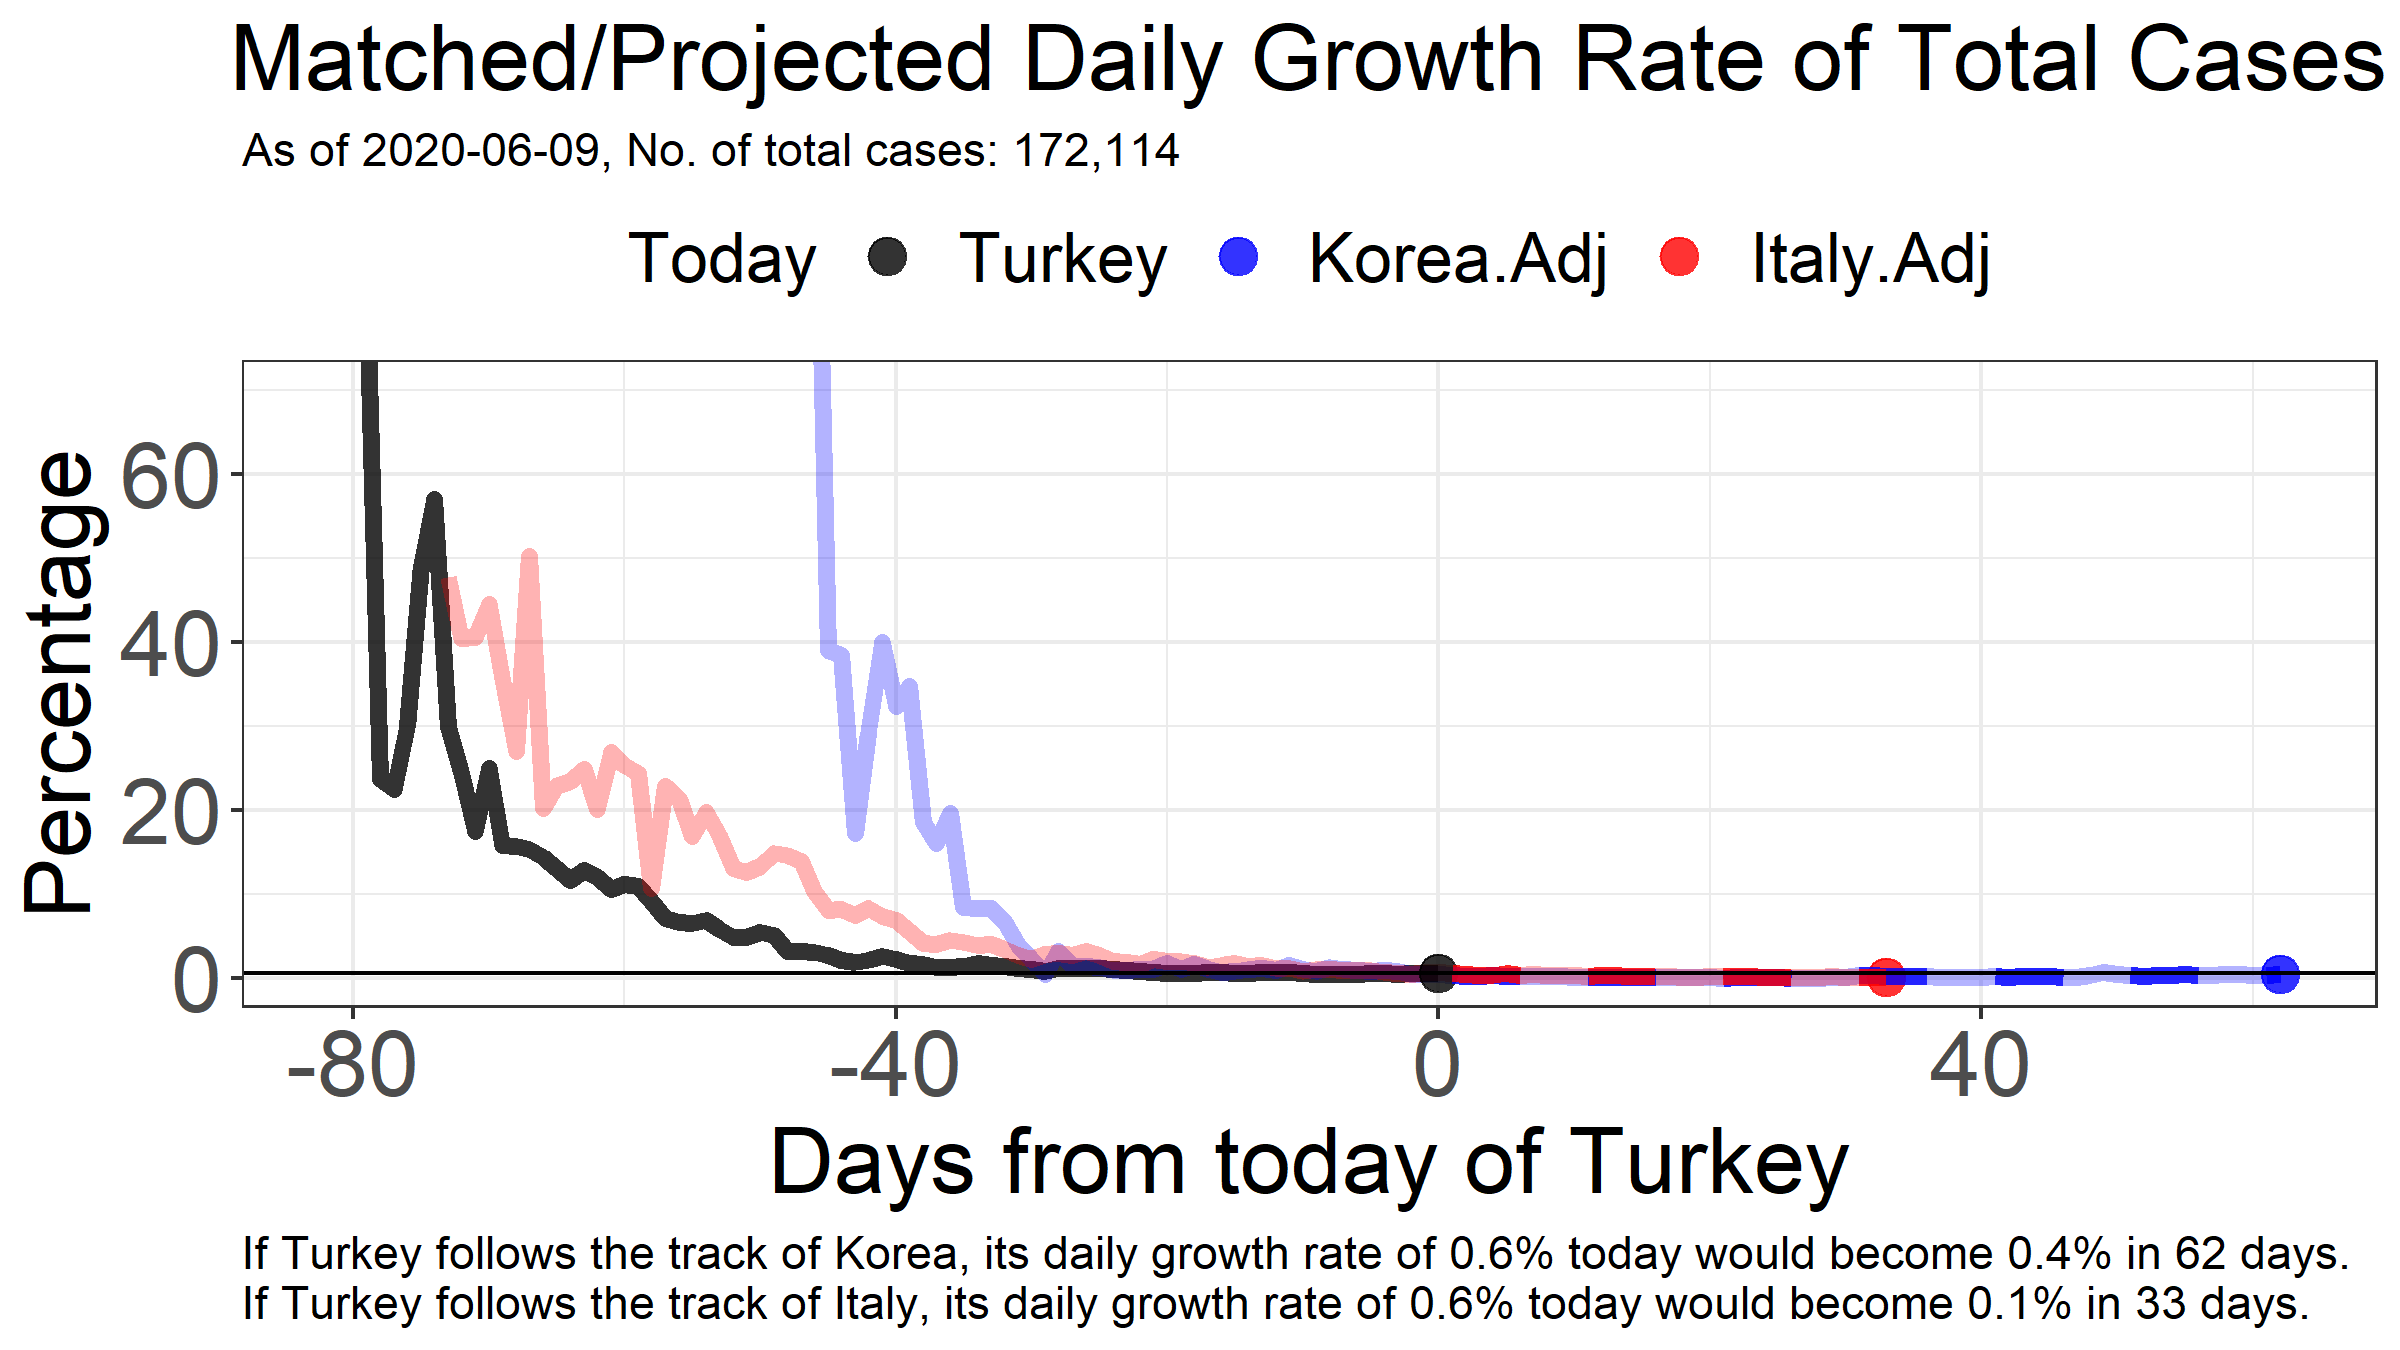 Matched/Projected Daily Growth Rate of Total Cases
As of 2020-06-09, No. of total cases: 172,114
Today Turkey Korea.Adj Italy.Adj
Percentage
60
40
20
0
-80 -40 0 40
Days from today of Turkey
If Turkey follows the track of Korea, its daily growth rate of 0.6% today would become 0.4% in 62 days.
If Turkey follows the track of Italy, its daily growth rate of 0.6% today would become 0.1% in 33 days.